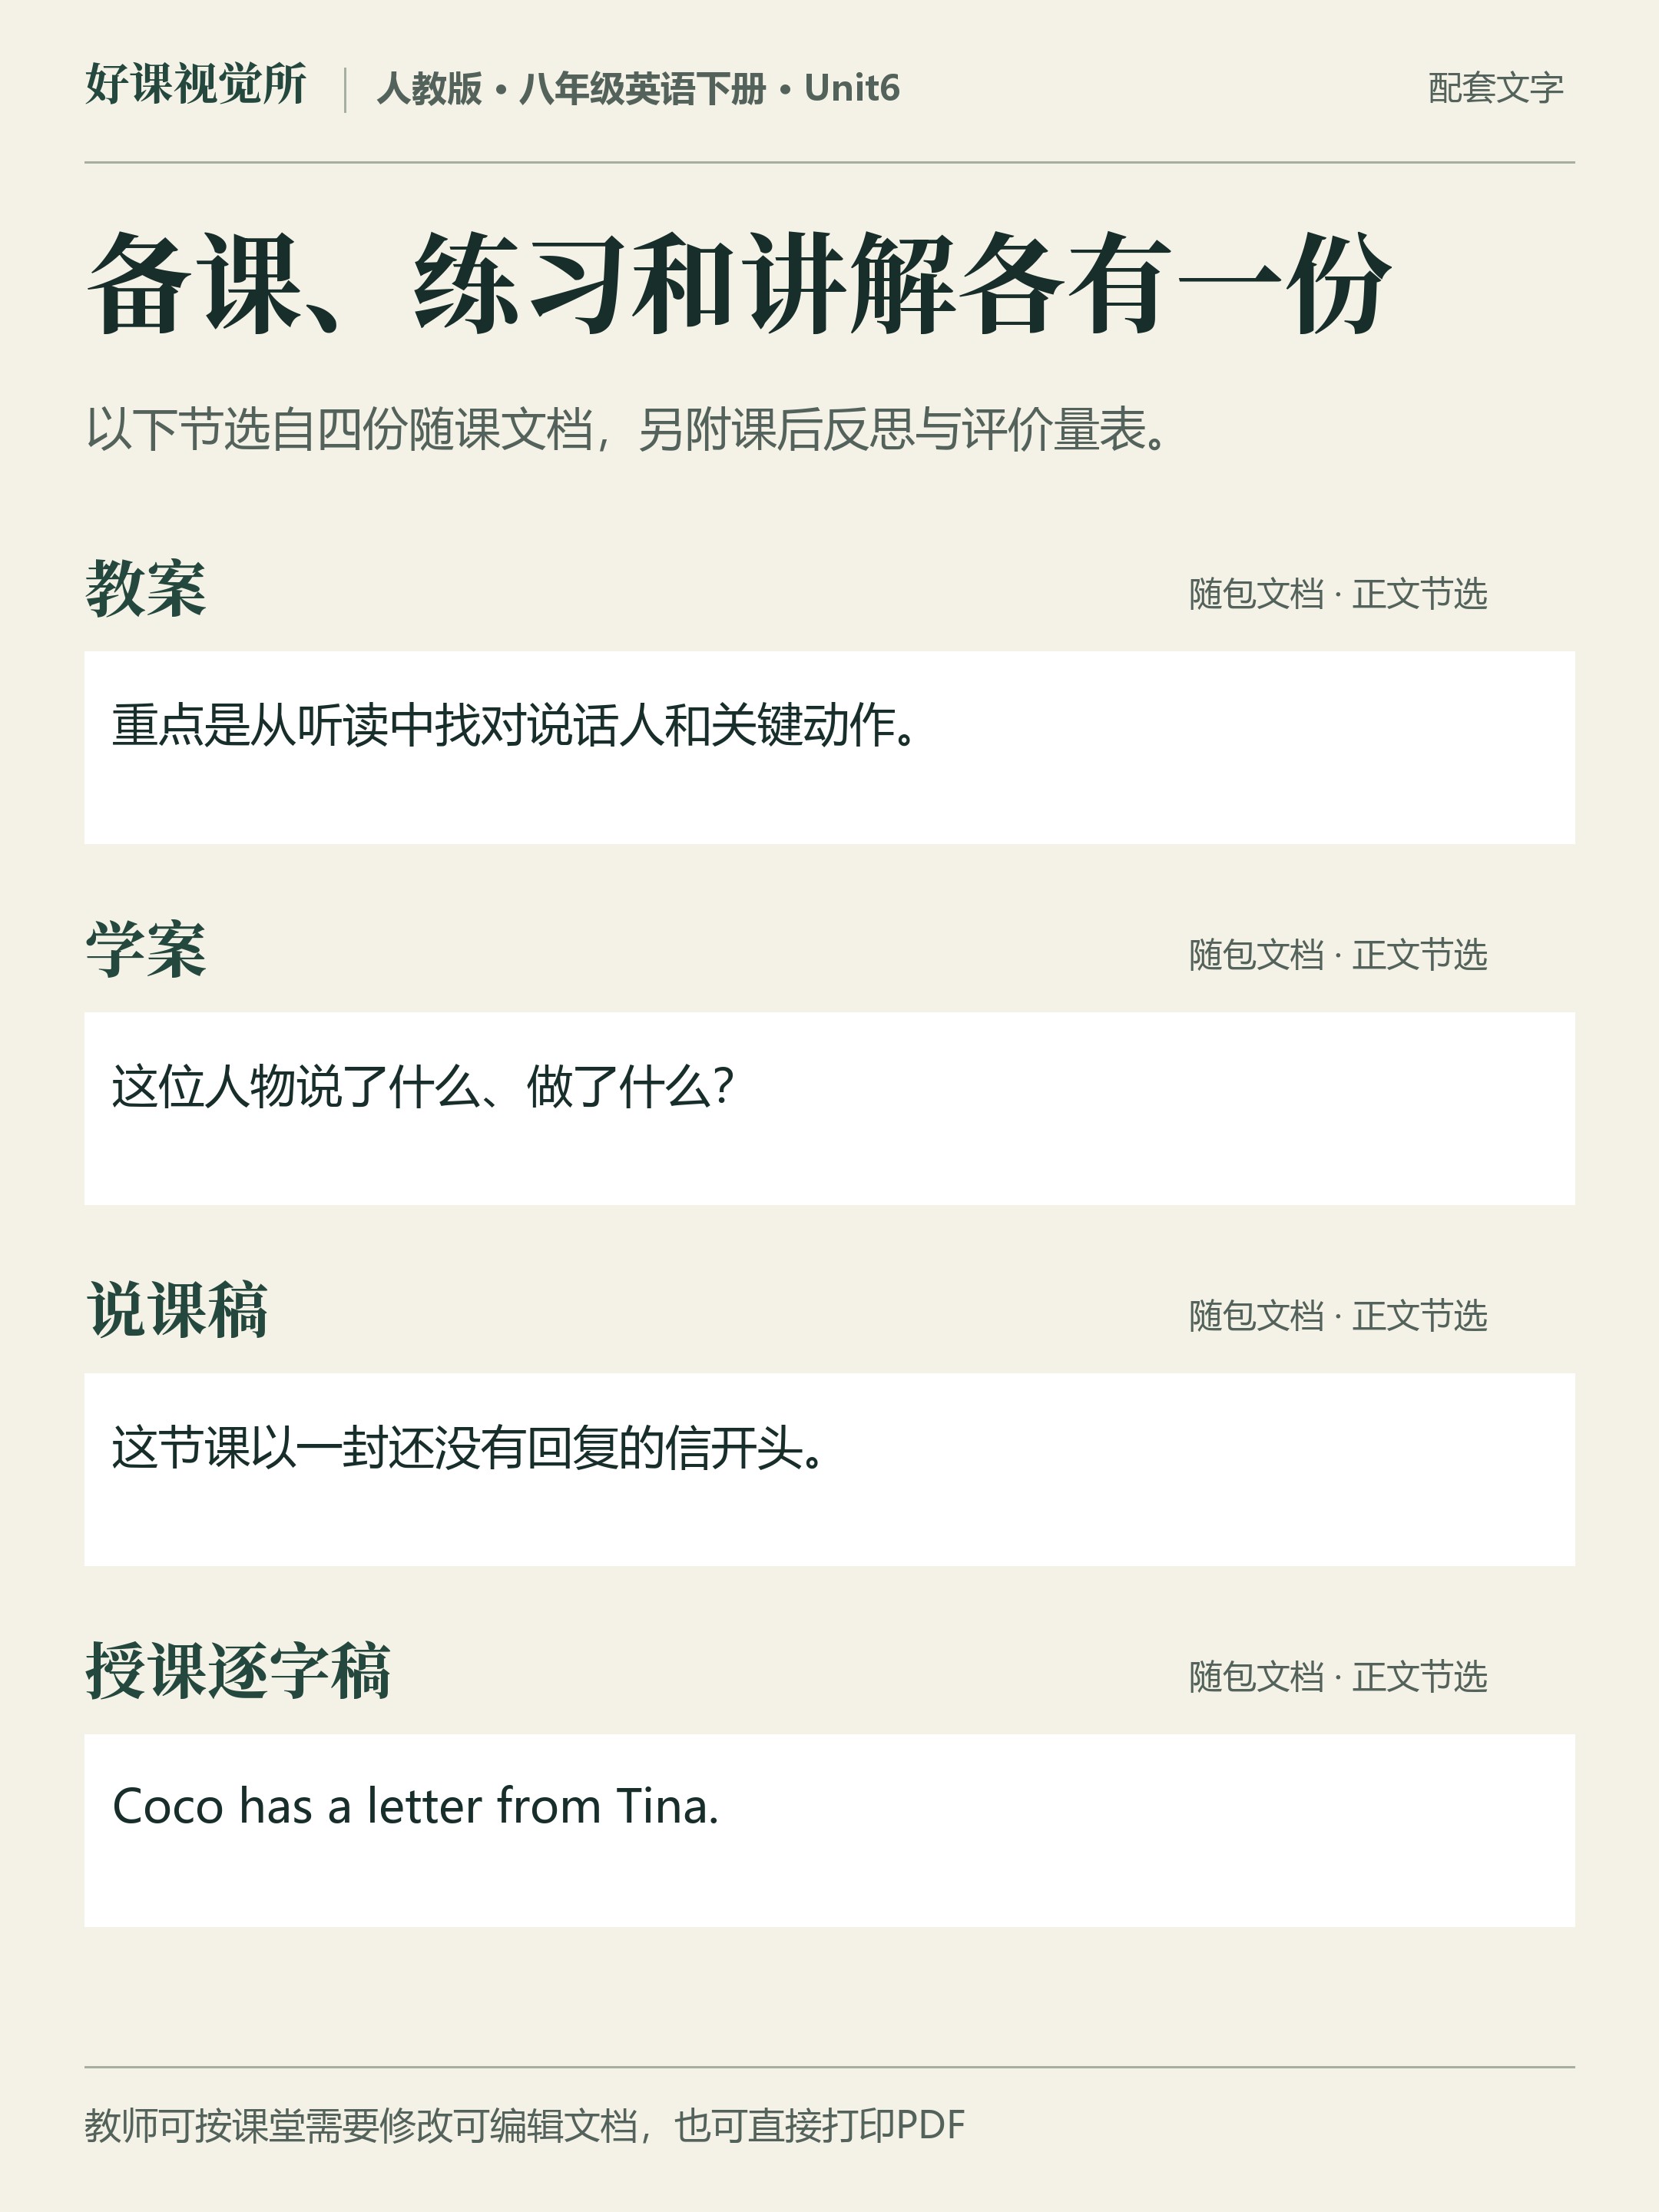 好课视觉所 人教版·八年级英语下册·Unit6 配套文字
备课、练习和讲解各有一份
以下节选自四份随课文档，另附课后反思与评价量表。
教案 随包文档·正文节选
重点是从听读中找对说话人和关键动作。
学案 随包文档·正文节选
这位人物说了什么、做了什么？
说课稿 随包文档·正文节选
这节课以一封还没有回复的信开头。
授课逐字稿 随包文档·正文节选
Coco has a letter from Tina.
教师可按课堂需要修改可编辑文档，也可直接打印PDF